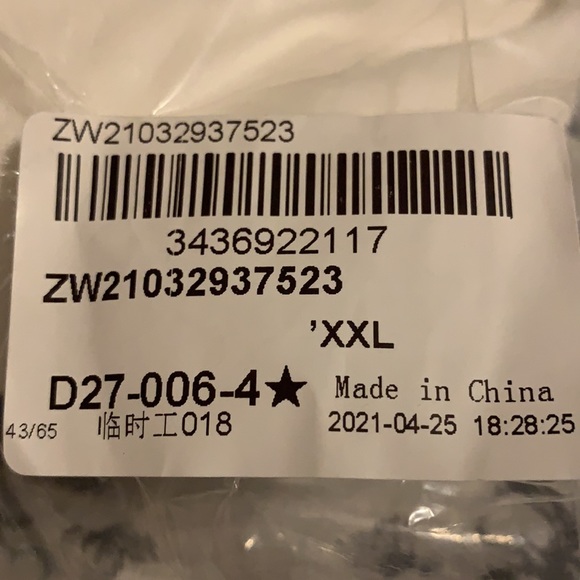 ZW21032937523
3436922117
ZW21032937523
'XXL
D27-006-4★ Made in China
43/65 临时工018 2021-04-25 18:28:25